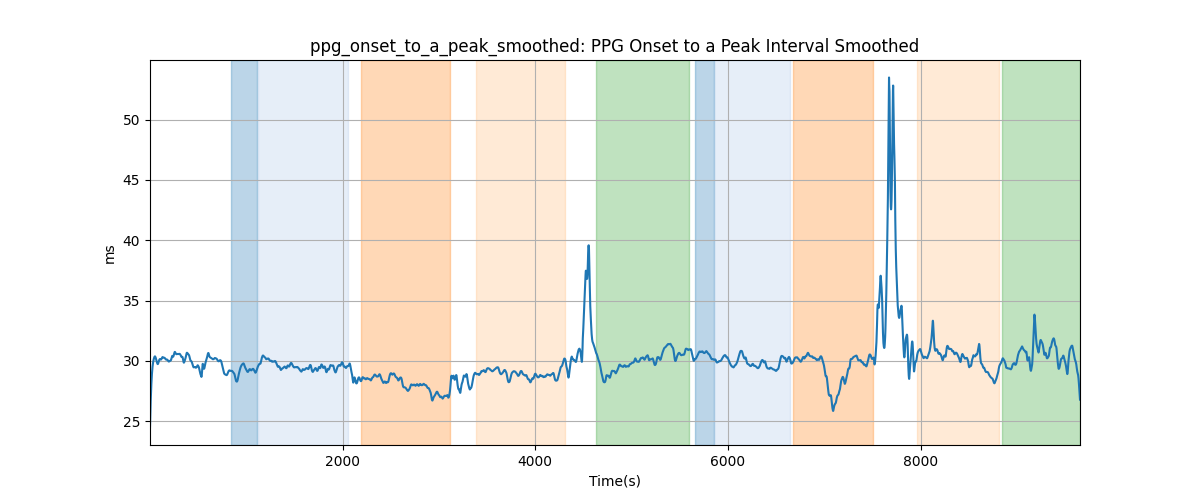 ppg_onset_to_a_peak_smoothed: PPG Onset to a Peak Interval Smoothed
50
45
40
35
30
25
ms
2000 4000 6000 8000
Time(s)